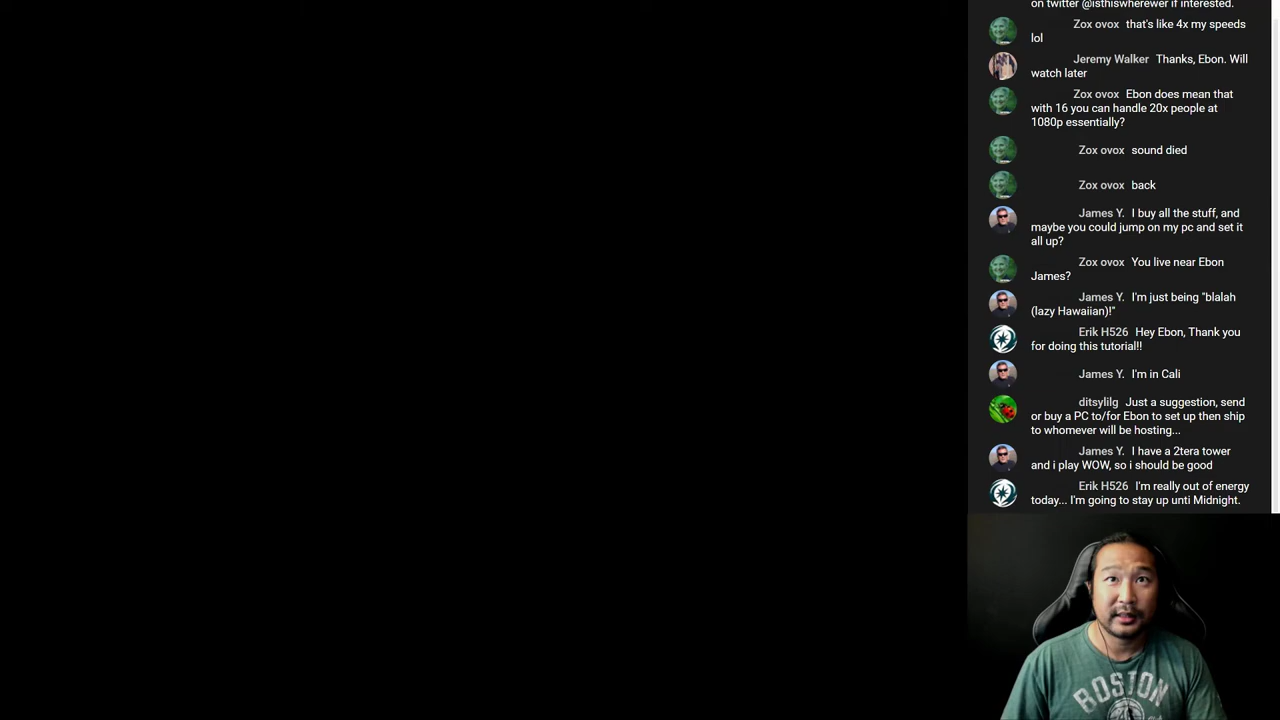 on twitter @isthiswherewer if interested.
Zox ovox that's like 4x my speeds
lol
Jeremy Walker Thanks, Ebon. Will
watch later
Zox ovox Ebon does mean that
with 16 you can handle 20x people at
1080p essentially?
Zox ovox sound died
Zox ovox back
James Y. I buy all the stuff, and
maybe you could jump on my pc and set it
all up?
Zox ovox You live near Ebon
James?
James Y. I'm just being "blalah
(lazy Hawaiian)!"
Erik H526 Hey Ebon, Thank you
for doing this tutorial!!
James Y. I'm in Cali
ditsylilg Just a suggestion, send
or buy a PC to/for Ebon to set up then ship
to whomever will be hosting...
James Y. I have a 2tera tower
and i play WOW, so i should be good
Erik H526 I'm really out of energy
today... I'm going to stay up unti Midnight.
BOSTON